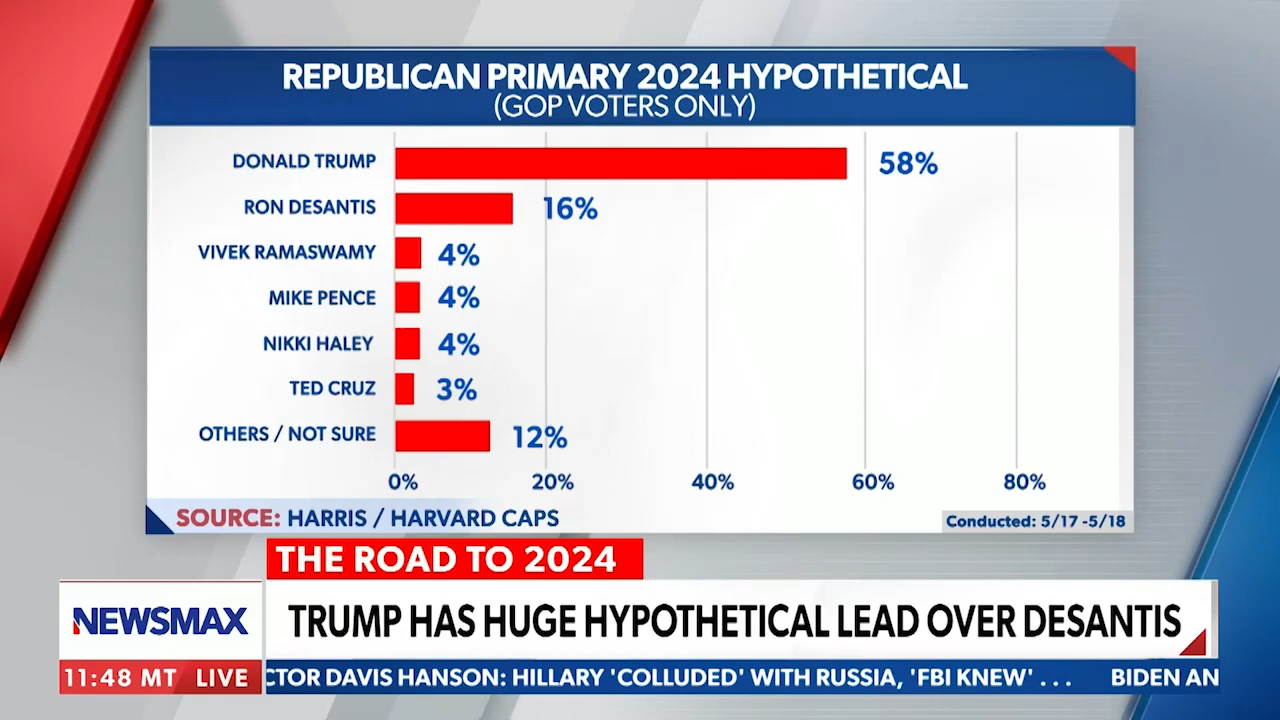 REPUBLICAN PRIMARY 2024 HYPOTHETICAL
(GOP VOTERS ONLY)
DONALD TRUMP 58%
RON DESANTIS 16%
VIVEK RAMASWAMY 4%
MIKE PENCE 4%
NIKKI HALEY 4%
TED CRUZ 3%
OTHERS / NOT SURE 12%
0% 20% 40% 60% 80%
SOURCE: HARRIS / HARVARD CAPS
Conducted: 5/17 -5/18
THE ROAD TO 2024
NEWSMAX
TRUMP HAS HUGE HYPOTHETICAL LEAD OVER DESANTIS
11:48 MT LIVE
CTOR DAVIS HANSON: HILLARY 'COLLUDED' WITH RUSSIA, 'FBI KNEW' . . . BIDEN AN